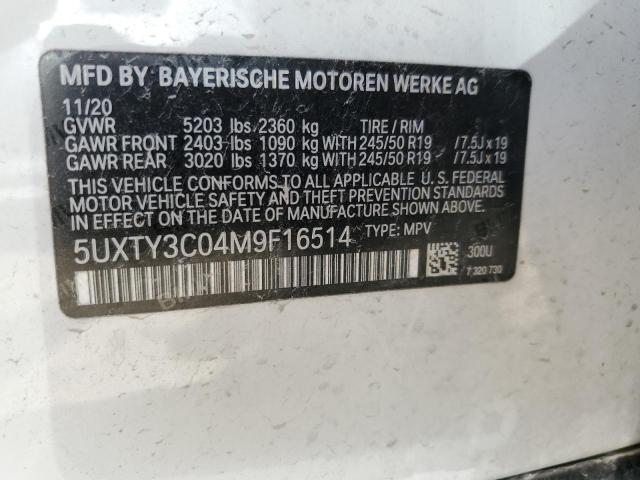 MFD BY BAYERISCHE MOTOREN WERKE AG
11/20
GVWR 5203 lbs 2360 kg TIRE / RIM
GAWR FRONT 2403 lbs 1090 kg WITH 245/50 R19 /7.5J x 19
GAWR REAR 3020 lbs 1370 kg WITH 245/50 R19 /7.5J x 19
THIS VEHICLE CONFORMS TO ALL APPLICABLE U.S. FEDERAL
MOTOR VEHICLE SAFETY AND THEFT PREVENTION STANDARDS
IN EFFECT ON THE DATE OF MANUFACTURE SHOWN ABOVE.
5UXTY3C04M9F16514 TYPE: MPV
300U
7 320 730